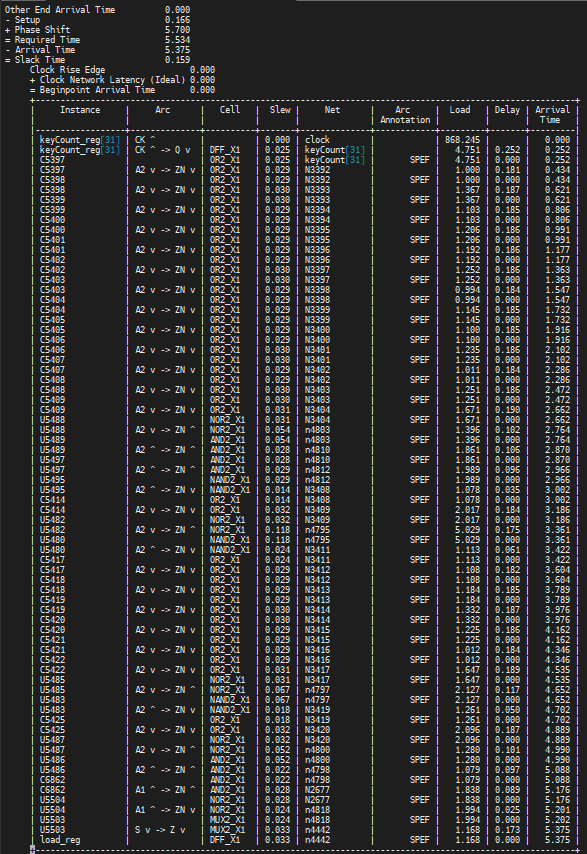 Other End Arrival Time 0.000
- Setup 0.166
+ Phase Shift 5.700
= Required Time 5.534
- Arrival Time 5.375
= Slack Time 0.159
Clock Rise Edge 0.000
+ Clock Network Latency (Ideal) 0.000
= Beginpoint Arrival Time 0.000
Instance | Arc | Cell | Slew | Net | Arc | Load | Delay | Arrival
Annotation | Time
keyCount_reg[31] | CK ^ | | 0.000 | clock | | 868.245 | | 0.000
keyCount_reg[31] | CK ^ -> Q v | DFF_X1 | 0.025 | keyCount[31] | | 4.751 | 0.252 | 0.252
C5397 | | OR2_X1 | 0.025 | keyCount[31] | SPEF | 4.751 | 0.000 | 0.252
C5397 | A2 v -> ZN v | OR2_X1 | 0.029 | N3392 | | 1.000 | 0.181 | 0.434
C5398 | | OR2_X1 | 0.029 | N3392 | SPEF | 1.000 | 0.000 | 0.434
C5398 | A2 v -> ZN v | OR2_X1 | 0.030 | N3393 | | 1.367 | 0.187 | 0.621
C5399 | | OR2_X1 | 0.030 | N3393 | SPEF | 1.367 | 0.000 | 0.621
C5399 | A2 v -> ZN v | OR2_X1 | 0.029 | N3394 | | 1.103 | 0.185 | 0.806
C5400 | | OR2_X1 | 0.029 | N3394 | SPEF | 1.103 | 0.000 | 0.806
C5400 | A2 v -> ZN v | OR2_X1 | 0.029 | N3395 | | 1.206 | 0.186 | 0.991
C5401 | | OR2_X1 | 0.029 | N3395 | SPEF | 1.206 | 0.000 | 0.991
C5401 | A2 v -> ZN v | OR2_X1 | 0.029 | N3396 | | 1.192 | 0.186 | 1.177
C5402 | | OR2_X1 | 0.029 | N3396 | SPEF | 1.192 | 0.000 | 1.177
C5402 | A2 v -> ZN v | OR2_X1 | 0.030 | N3397 | | 1.252 | 0.186 | 1.363
C5403 | | OR2_X1 | 0.030 | N3397 | SPEF | 1.252 | 0.000 | 1.363
C5403 | A2 v -> ZN v | OR2_X1 | 0.029 | N3398 | | 0.994 | 0.184 | 1.547
C5404 | | OR2_X1 | 0.029 | N3398 | SPEF | 0.994 | 0.000 | 1.547
C5404 | A2 v -> ZN v | OR2_X1 | 0.029 | N3399 | | 1.145 | 0.185 | 1.732
C5405 | | OR2_X1 | 0.029 | N3399 | SPEF | 1.145 | 0.000 | 1.732
C5405 | A2 v -> ZN v | OR2_X1 | 0.029 | N3400 | | 1.100 | 0.185 | 1.916
C5406 | | OR2_X1 | 0.029 | N3400 | SPEF | 1.100 | 0.000 | 1.916
C5406 | A2 v -> ZN v | OR2_X1 | 0.030 | N3401 | | 1.235 | 0.186 | 2.102
C5407 | | OR2_X1 | 0.030 | N3401 | SPEF | 1.235 | 0.000 | 2.102
C5407 | A2 v -> ZN v | OR2_X1 | 0.029 | N3402 | | 1.011 | 0.184 | 2.286
C5408 | | OR2_X1 | 0.029 | N3402 | SPEF | 1.011 | 0.000 | 2.286
C5408 | A2 v -> ZN v | OR2_X1 | 0.030 | N3403 | | 1.251 | 0.186 | 2.472
C5409 | | OR2_X1 | 0.030 | N3403 | SPEF | 1.251 | 0.000 | 2.472
C5409 | A2 v -> ZN v | OR2_X1 | 0.031 | N3404 | | 1.671 | 0.190 | 2.662
U5488 | | NOR2_X1 | 0.031 | N3404 | SPEF | 1.671 | 0.000 | 2.662
U5488 | A2 v -> ZN ^ | NOR2_X1 | 0.054 | n4803 | | 1.396 | 0.102 | 2.764
U5489 | | AND2_X1 | 0.054 | n4803 | SPEF | 1.396 | 0.000 | 2.764
U5489 | A2 ^ -> ZN ^ | AND2_X1 | 0.028 | n4810 | | 1.861 | 0.106 | 2.870
U5497 | | AND2_X1 | 0.028 | n4810 | SPEF | 1.861 | 0.000 | 2.870
U5497 | A2 ^ -> ZN ^ | AND2_X1 | 0.029 | n4812 | | 1.989 | 0.096 | 2.966
U5495 | | NAND2_X1 | 0.029 | n4812 | SPEF | 1.989 | 0.000 | 2.966
U5495 | A2 ^ -> ZN v | NAND2_X1 | 0.014 | N3408 | | 1.078 | 0.035 | 3.002
C5414 | | OR2_X1 | 0.014 | N3408 | SPEF | 1.078 | 0.000 | 3.002
C5414 | A2 v -> ZN v | OR2_X1 | 0.032 | N3409 | | 2.017 | 0.184 | 3.186
U5482 | | NOR2_X1 | 0.032 | N3409 | SPEF | 2.017 | 0.000 | 3.186
U5482 | A2 v -> ZN ^ | NOR2_X1 | 0.118 | n4795 | | 5.029 | 0.175 | 3.361
U5480 | | NAND2_X1 | 0.118 | n4795 | SPEF | 5.029 | 0.000 | 3.361
U5480 | A2 ^ -> ZN v | NAND2_X1 | 0.024 | N3411 | | 1.113 | 0.061 | 3.422
C5417 | | OR2_X1 | 0.024 | N3411 | SPEF | 1.113 | 0.000 | 3.422
C5417 | A2 v -> ZN v | OR2_X1 | 0.029 | N3412 | | 1.108 | 0.182 | 3.604
C5418 | | OR2_X1 | 0.029 | N3412 | SPEF | 1.108 | 0.000 | 3.604
C5418 | A2 v -> ZN v | OR2_X1 | 0.029 | N3413 | | 1.184 | 0.185 | 3.789
C5419 | | OR2_X1 | 0.029 | N3413 | SPEF | 1.184 | 0.000 | 3.789
C5419 | A2 v -> ZN v | OR2_X1 | 0.030 | N3414 | | 1.332 | 0.187 | 3.976
C5420 | | OR2_X1 | 0.030 | N3414 | SPEF | 1.332 | 0.000 | 3.976
C5420 | A2 v -> ZN v | OR2_X1 | 0.029 | N3415 | | 1.225 | 0.186 | 4.162
C5421 | | OR2_X1 | 0.029 | N3415 | SPEF | 1.225 | 0.000 | 4.162
C5421 | A2 v -> ZN v | OR2_X1 | 0.029 | N3416 | | 1.012 | 0.184 | 4.346
C5422 | | OR2_X1 | 0.029 | N3416 | SPEF | 1.012 | 0.000 | 4.346
C5422 | A2 v -> ZN v | OR2_X1 | 0.031 | N3417 | | 1.647 | 0.189 | 4.535
U5485 | | NOR2_X1 | 0.031 | N3417 | SPEF | 1.647 | 0.000 | 4.535
U5485 | A2 v -> ZN ^ | NOR2_X1 | 0.067 | n4797 | | 2.127 | 0.117 | 4.652
U5483 | | NAND2_X1 | 0.067 | n4797 | SPEF | 2.127 | 0.000 | 4.652
U5483 | A2 ^ -> ZN v | NAND2_X1 | 0.018 | N3419 | | 1.261 | 0.050 | 4.702
C5425 | | OR2_X1 | 0.018 | N3419 | SPEF | 1.261 | 0.000 | 4.702
C5425 | A2 v -> ZN v | OR2_X1 | 0.032 | N3420 | | 2.096 | 0.187 | 4.889
U5487 | | NOR2_X1 | 0.032 | N3420 | SPEF | 2.096 | 0.000 | 4.889
U5487 | A2 v -> ZN ^ | NOR2_X1 | 0.052 | n4800 | | 1.280 | 0.101 | 4.990
U5486 | | AND2_X1 | 0.052 | n4800 | SPEF | 1.280 | 0.000 | 4.990
U5486 | A2 ^ -> ZN ^ | AND2_X1 | 0.022 | n4798 | | 1.079 | 0.097 | 5.088
C6862 | | AND2_X1 | 0.022 | n4798 | SPEF | 1.079 | 0.000 | 5.088
C6862 | A1 ^ -> ZN ^ | AND2_X1 | 0.028 | N2677 | | 1.838 | 0.089 | 5.176
U5504 | | NOR2_X1 | 0.028 | N2677 | SPEF | 1.838 | 0.000 | 5.176
U5504 | A1 ^ -> ZN v | NOR2_X1 | 0.024 | n4818 | | 1.994 | 0.025 | 5.201
U5503 | | MUX2_X1 | 0.024 | n4818 | SPEF | 1.994 | 0.000 | 5.202
U5503 | S v -> Z v | MUX2_X1 | 0.033 | n4442 | | 1.168 | 0.173 | 5.375
load_reg | | DFF_X1 | 0.033 | n4442 | SPEF | 1.168 | 0.000 | 5.375